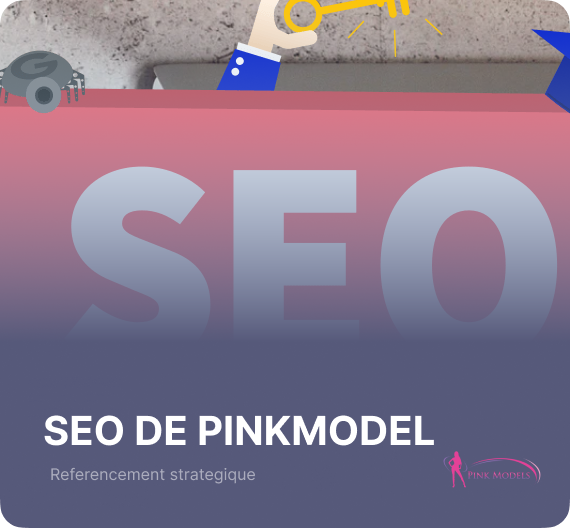 G
SEO
SEO DE PINKMODEL
Referencement strategique
PINK MODELS